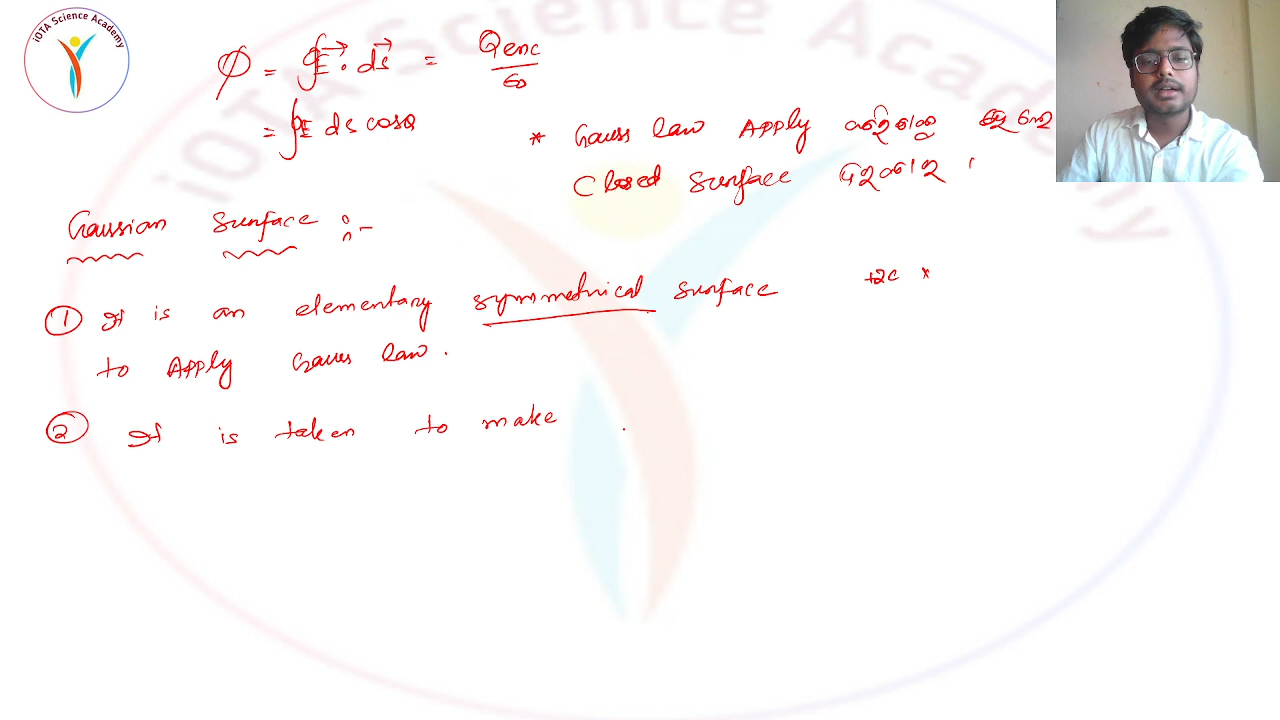 iOTA Science Academy
φ = ∮ E⃗ · ds⃗ = Qenc / ε0
= ∮ E ds cosθ
* Gauss law Apply
Closed surface
Gaussian surface :-
① It is an elementary symmetrical surface
to Apply Gauss law.
+2C *
② It is taken to make